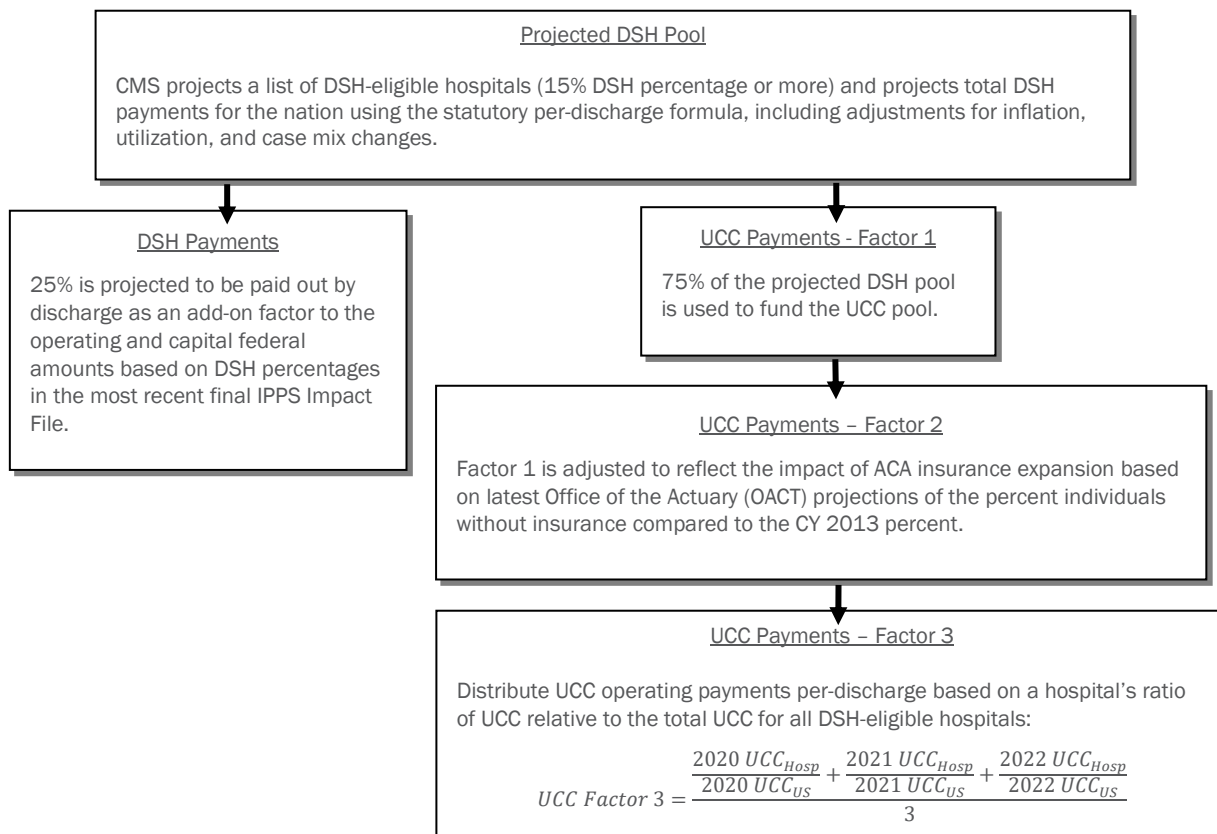 Projected DSH Pool
CMS projects a list of DSH-eligible hospitals (15% DSH percentage or more) and projects total DSH
payments for the nation using the statutory per-discharge formula, including adjustments for inflation,
utilization, and case mix changes.
DSH Payments
25% is projected to be paid out by
discharge as an add-on factor to the
operating and capital federal
amounts based on DSH percentages
in the most recent final IPPS Impact
File.
UCC Payments - Factor 1
75% of the projected DSH pool
is used to fund the UCC pool.
UCC Payments – Factor 2
Factor 1 is adjusted to reflect the impact of ACA insurance expansion based
on latest Office of the Actuary (OACT) projections of the percent individuals
without insurance compared to the CY 2013 percent.
UCC Payments – Factor 3
Distribute UCC operating payments per-discharge based on a hospital's ratio
of UCC relative to the total UCC for all DSH-eligible hospitals:
2020 UCC_Hosp + 2021 UCC_Hosp + 2022 UCC_Hosp
2020 UCC_US 2021 UCC_US 2022 UCC_US
UCC Factor 3 =
3